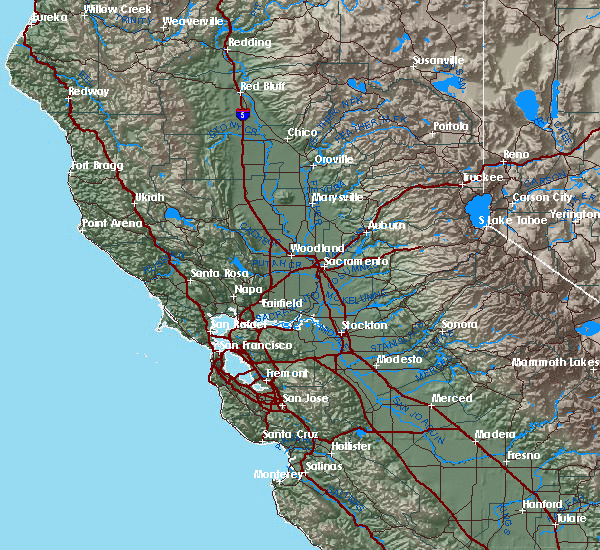 Willow Creek
Eureka
Weaverville
Redding
Susanville
Red Bluff
Redway
5
Chico
Portola
Oroville
Reno
Fort Bragg
Truckee
Ukiah
Marysville
Carson City
Yerington
Point Arena
Auburn
S Lake Tahoe
Woodland
Sacramento
Santa Rosa
Napa
Fairfield
San Rafael
Stockton
Sonora
San Francisco
Modesto
Mammoth Lakes
Fremont
San Jose
Merced
SAN JOAQUIN
Santa Cruz
Madera
Hollister
Fresno
Salinas
Monterey
Hanford
Tulare